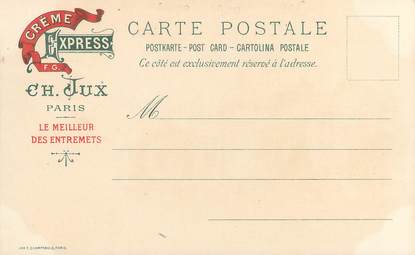 CRÈME
EXPRESS
F. G.
CH. JUX
PARIS
LE MEILLEUR
DES ENTREMETS
CARTE POSTALE
POSTKARTE - POST CARD - CARTOLINA POSTALE
Ce côté est exclusivement réservé à l'adresse.
M